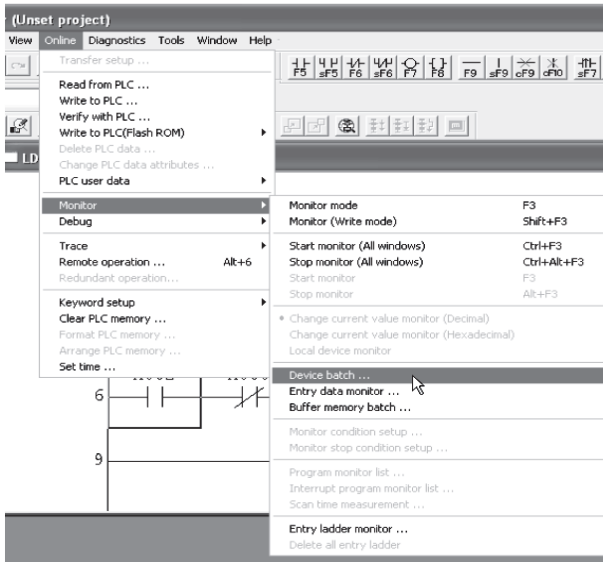 (Unset project)
View Online Diagnostics Tools Window Help
F5 sF5 F6 sF6 F7 F8 F9 sF9 cF9 cF10 sF7
Transfer setup ...
Read from PLC ...
Write to PLC ...
Verify with PLC ...
Write to PLC(Flash ROM)
Delete PLC data ...
Change PLC data attributes ...
PLC user data
Monitor
Debug
Trace
Remote operation ... Alt+6
Redundant operation...
Keyword setup
Clear PLC memory ...
Format PLC memory ...
Arrange PLC memory ...
Set time ...
LD
Monitor mode F3
Monitor (Write mode) Shift+F3
Start monitor (All windows) Ctrl+F3
Stop monitor (All windows) Ctrl+Alt+F3
Start monitor F3
Stop monitor Alt+F3
Change current value monitor (Decimal)
Change current value monitor (Hexadecimal)
Local device monitor
Device batch ...
Entry data monitor ...
Buffer memory batch ...
Monitor condition setup ...
Monitor stop condition setup ...
Program monitor list ...
Interrupt program monitor list ...
Scan time measurement ...
Entry ladder monitor ...
Delete all entry ladder
6
9